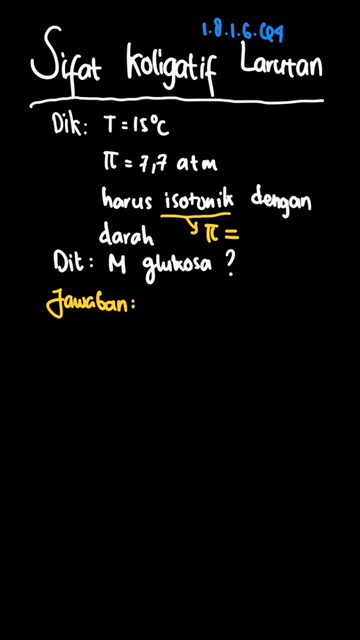 1.8.1.6.CQ4
Sifat Koligatif Larutan
Dik: T = 15°C
π = 7,7 atm
harus isotonik dengan
darah → π =
Dit: M glukosa ?
Jawaban: